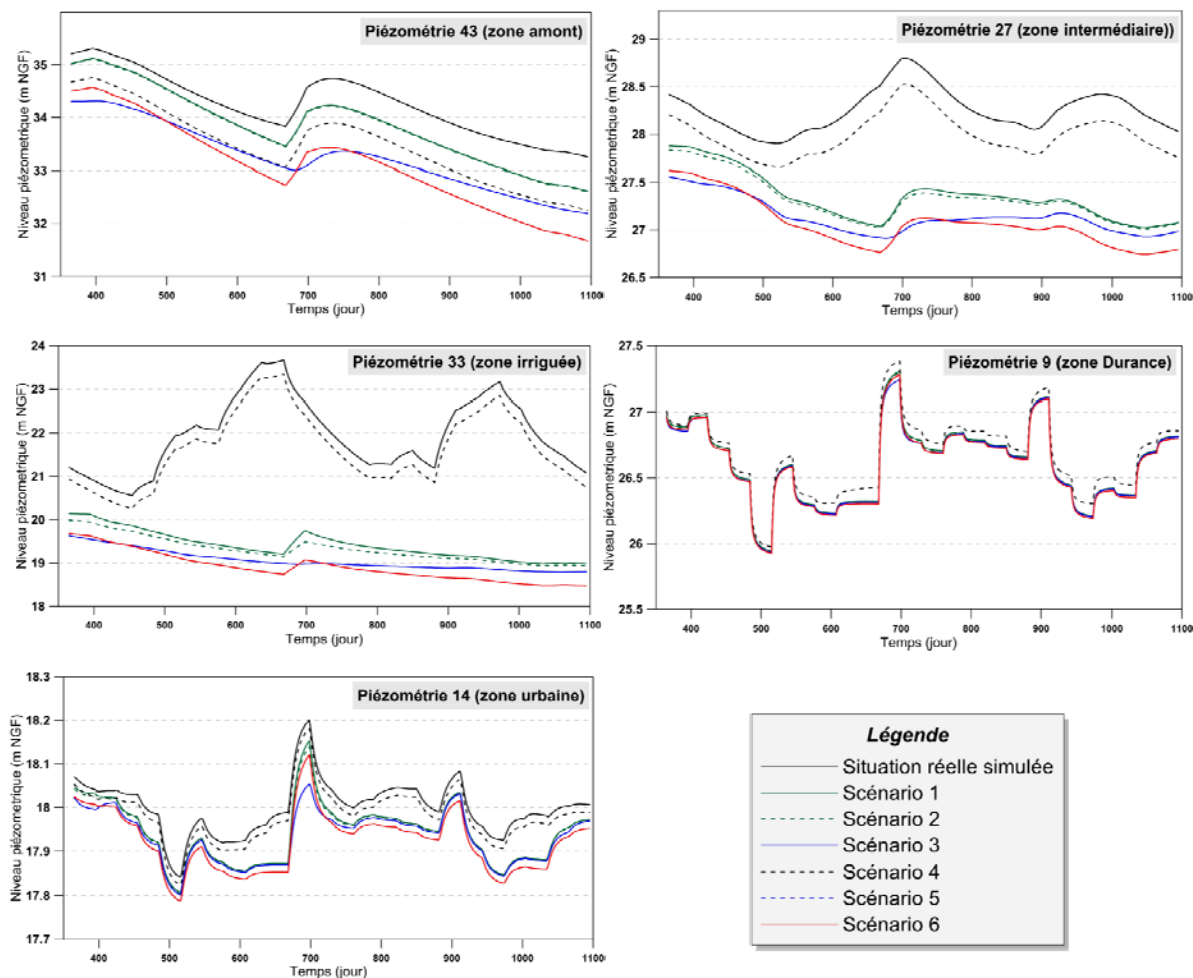 Piézométrie 43 (zone amont)
Niveau piézometrique (m NGF)
35
34
33
32
31
400 500 600 700 800 900 1000 1100
Temps (jour)
Piézométrie 27 (zone intermédiaire))
Niveau piézometrique (m NGF)
29
28.5
28
27.5
27
26.5
400 500 600 700 800 900 1000 1100
Temps (jour)
Piézométrie 33 (zone irriguée)
Niveau piézometrique (m NGF)
24
23
22
21
20
19
18
400 500 600 700 800 900 1000 1100
Temps (jour)
Piézométrie 9 (zone Durance)
Niveau piézometrique (m NGF)
27.5
27
26.5
26
25.5
400 500 600 700 800 900 1000 1100
Temps (jour)
Piézométrie 14 (zone urbaine)
Niveau piézometrique (m NGF)
18.3
18.2
18.1
18
17.9
17.8
17.7
400 500 600 700 800 900 1000 1100
Temps (jour)
Légende
Situation réelle simulée
Scénario 1
Scénario 2
Scénario 3
Scénario 4
Scénario 5
Scénario 6